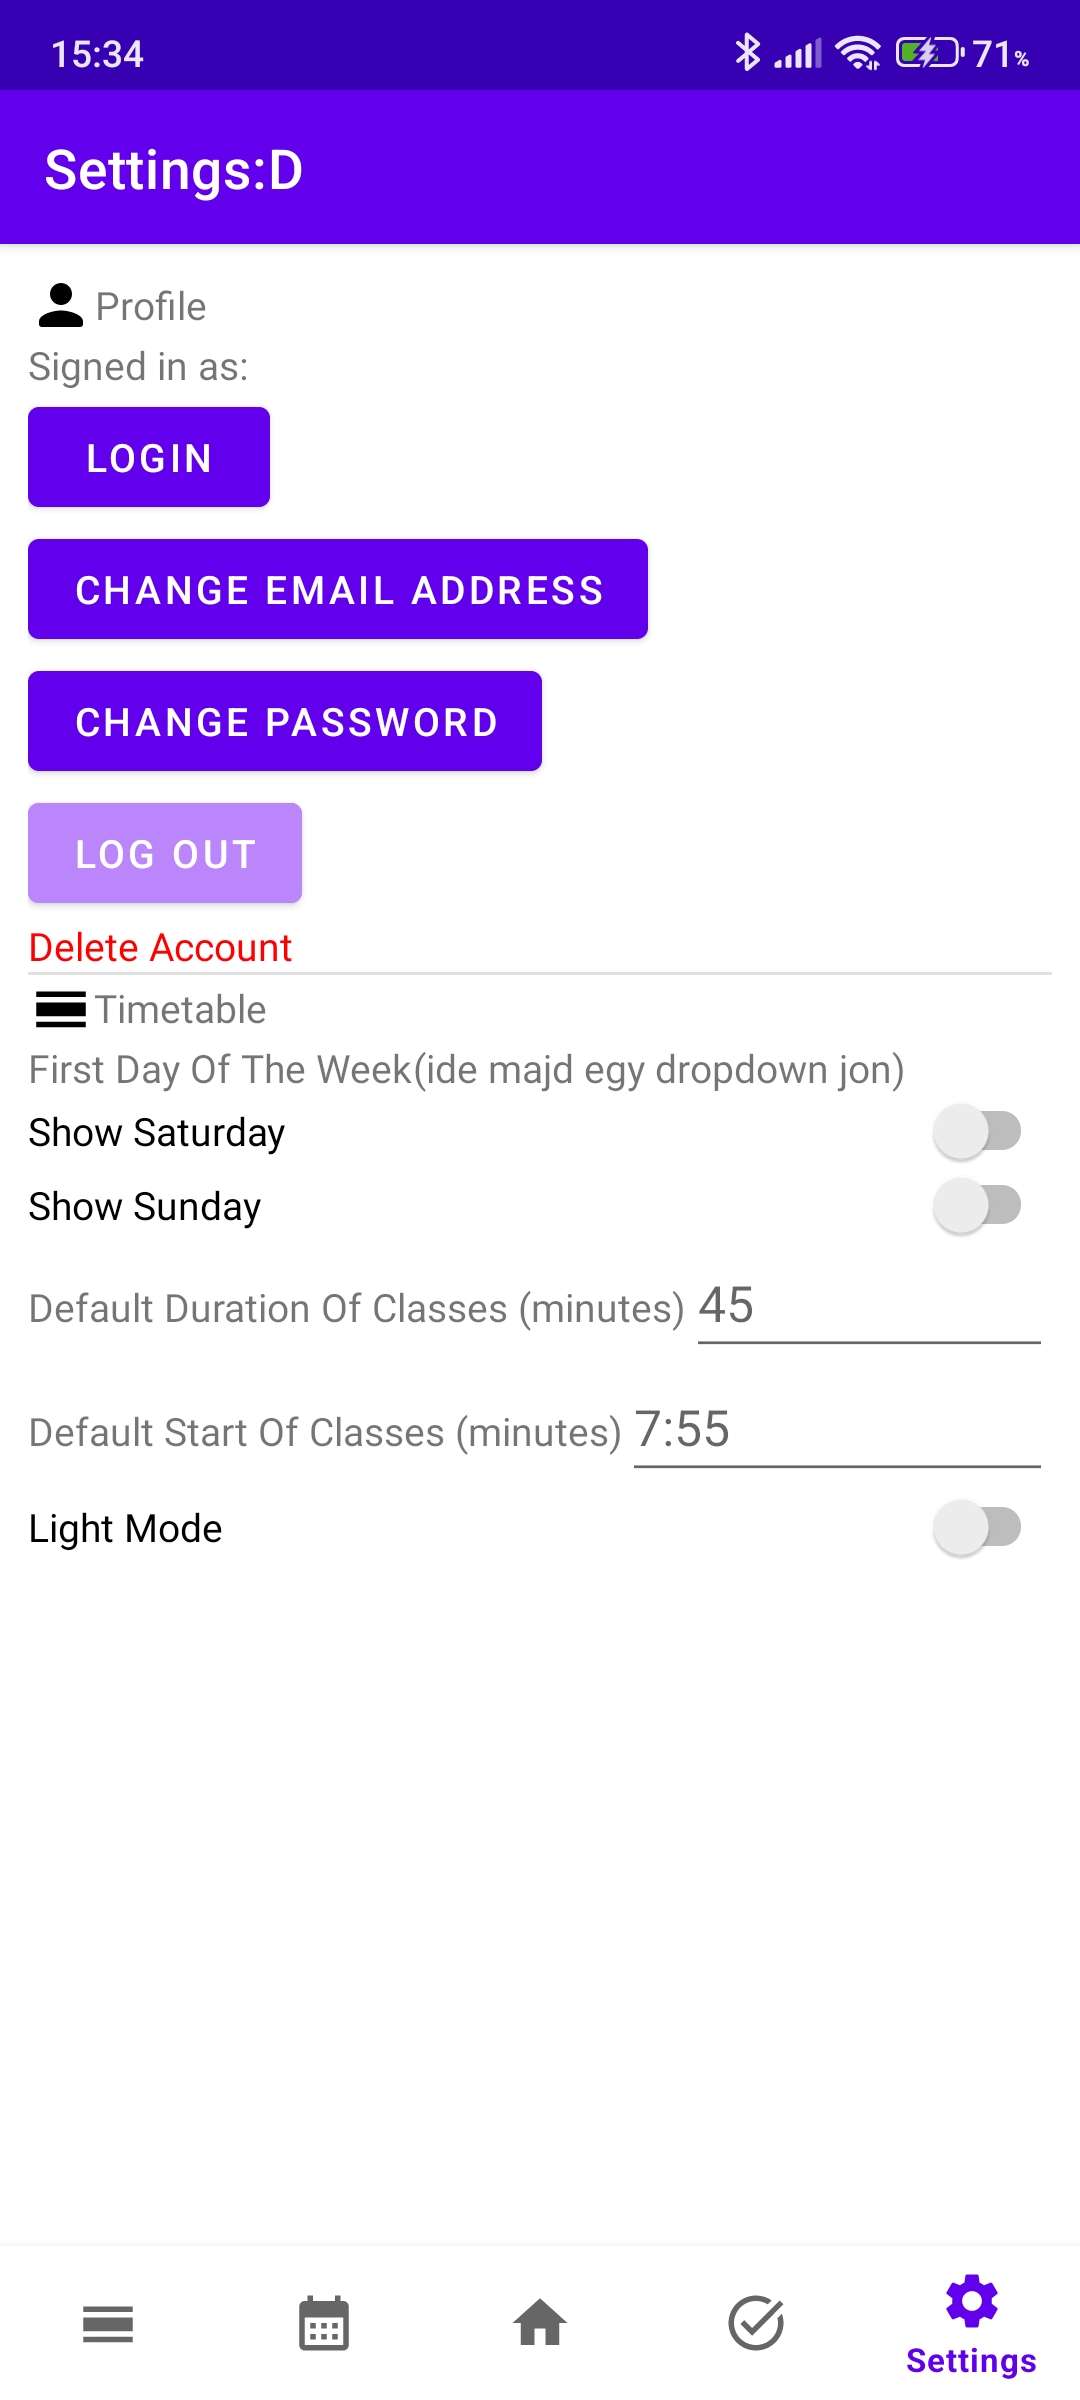 15:34 71%
Settings:D
Profile
Signed in as:
LOGIN
CHANGE EMAIL ADDRESS
CHANGE PASSWORD
LOG OUT
Delete Account
Timetable
First Day Of The Week(ide majd egy dropdown jon)
Show Saturday
Show Sunday
Default Duration Of Classes (minutes) 45
Default Start Of Classes (minutes) 7:55
Light Mode
Settings